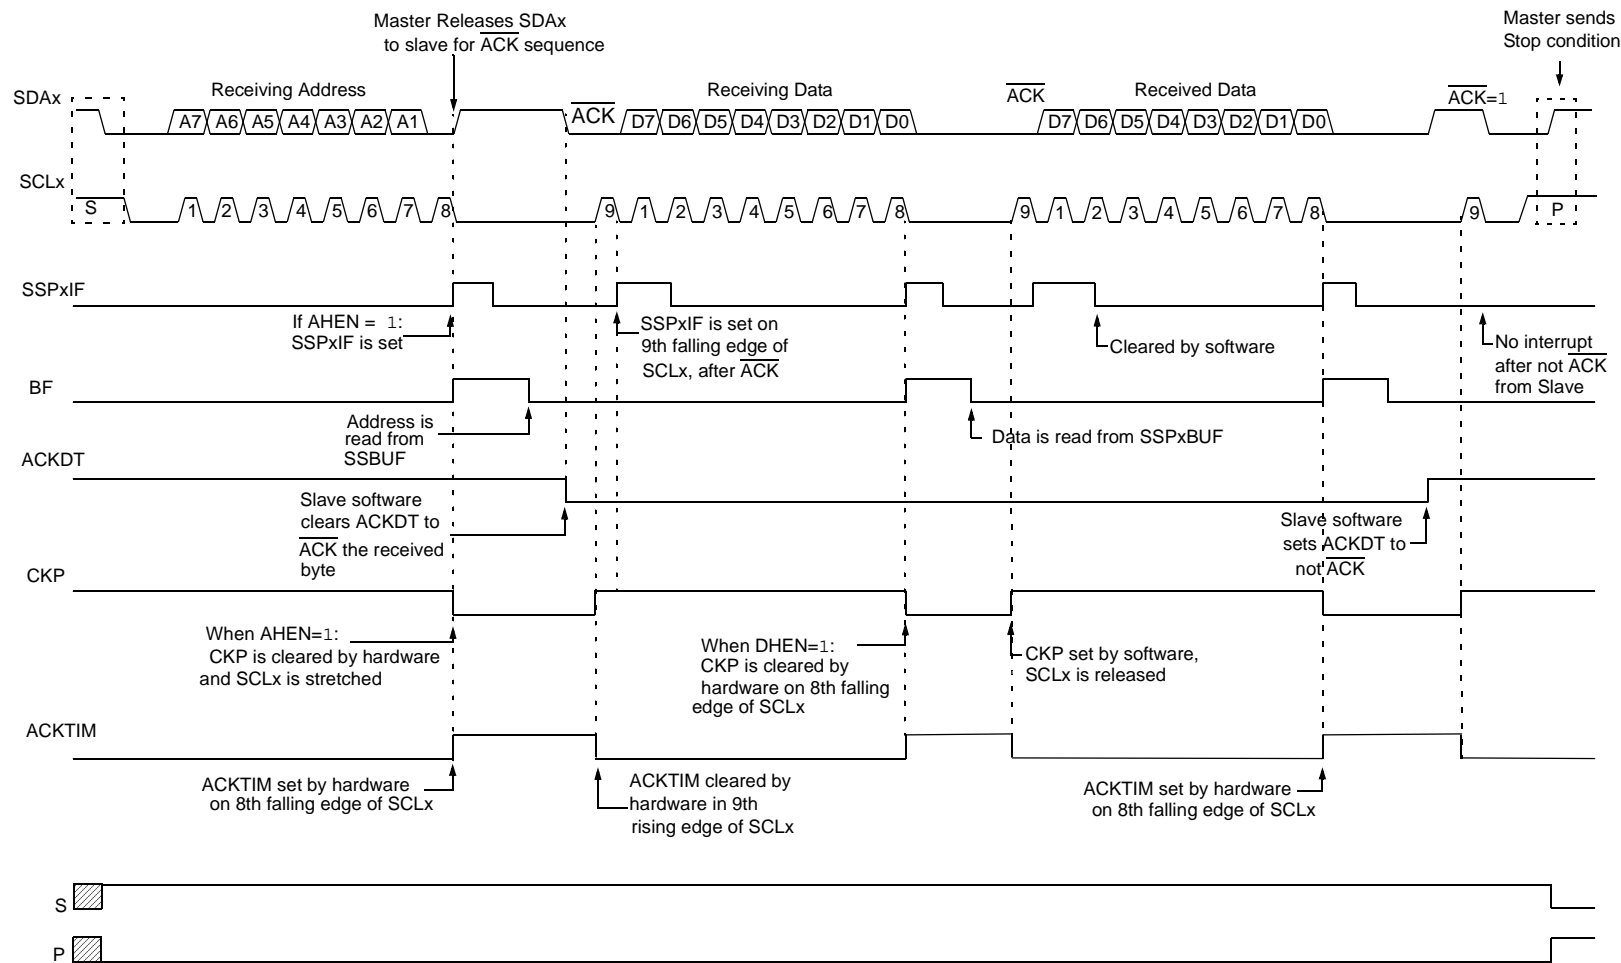 Master Releases SDAx
to slave for ACK sequence
Master sends
Stop condition
Receiving Address
Receiving Data
Received Data
SDAx
A7 A6 A5 A4 A3 A2 A1
ACK
D7 D6 D5 D4 D3 D2 D1 D0
ACK
D7 D6 D5 D4 D3 D2 D1 D0
ACK=1
SCLx
S
1 2 3 4 5 6 7 8
9 1 2 3 4 5 6 7 8
9 1 2 3 4 5 6 7 8
9
P
SSPxIF
If AHEN = 1:
SSPxIF is set
SSPxIF is set on
9th falling edge of
SCLx, after ACK
Cleared by software
No interrupt
after not ACK
from Slave
BF
Address is
read from
SSBUF
Data is read from SSPxBUF
ACKDT
Slave software
clears ACKDT to
ACK the received
byte
Slave software
sets ACKDT to
not ACK
CKP
When AHEN=1:
CKP is cleared by hardware
and SCLx is stretched
When DHEN=1:
CKP is cleared by
hardware on 8th falling
edge of SCLx
CKP set by software,
SCLx is released
ACKTIM
ACKTIM set by hardware
on 8th falling edge of SCLx
ACKTIM cleared by
hardware in 9th
rising edge of SCLx
ACKTIM set by hardware
on 8th falling edge of SCLx
S
P